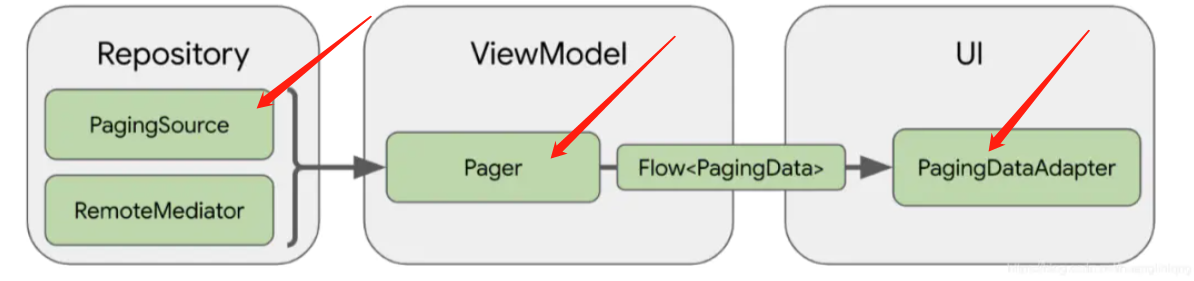 Repository
PagingSource
RemoteMediator
ViewModel
Pager
Flow<PagingData>
UI
PagingDataAdapter